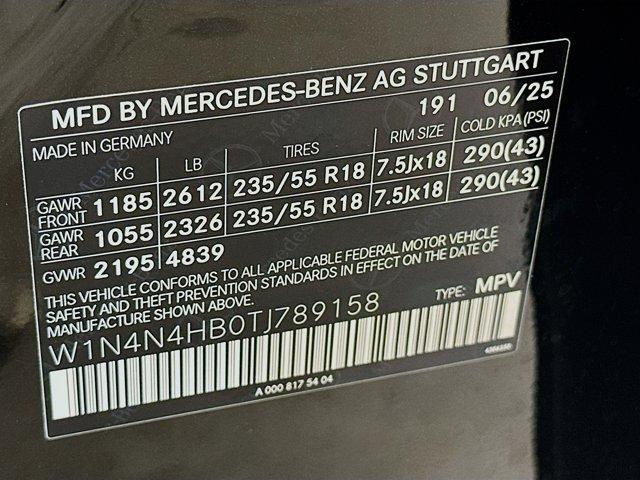 MFD BY MERCEDES-BENZ AG STUTTGART
MADE IN GERMANY 191 06/25
KG LB TIRES RIM SIZE COLD KPA(PSI)
GAWR FRONT 1185 2612 235/55 R18 7.5Jx18 290(43)
GAWR REAR 1055 2326 235/55 R18 7.5Jx18 290(43)
GVWR 2195 4839
THIS VEHICLE CONFORMS TO ALL APPLICABLE FEDERAL MOTOR VEHICLE
SAFETY AND THEFT PREVENTION STANDARDS IN EFFECT ON THE DATE OF
MANUFACTURE SHOWN ABOVE.
W1N4N4HB0TJ789158 TYPE: MPV
A 000 817 54 04